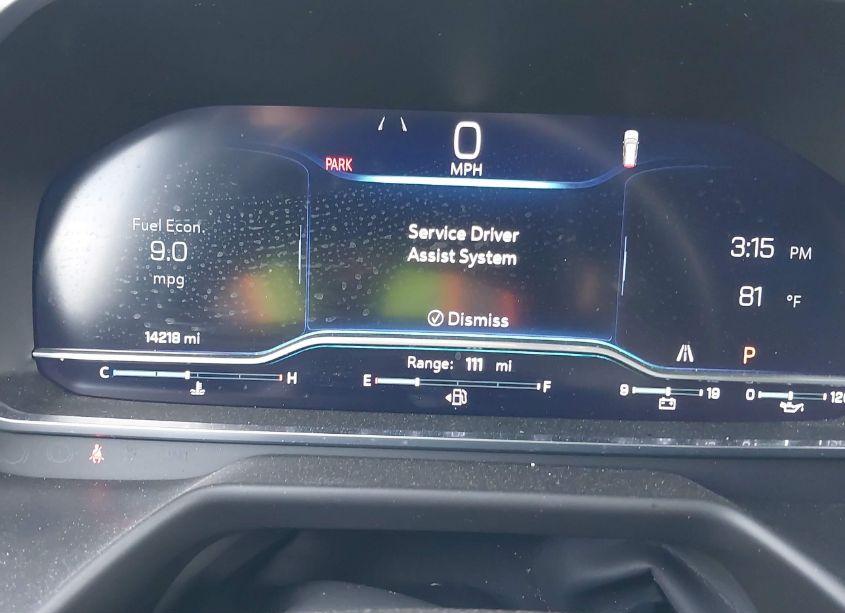 0
MPH
PARK
Fuel Econ.
9.0
mpg
Service Driver
Assist System
Dismiss
3:15 PM
81 °F
14218 mi
P
Range: 111 mi
C H
E F
9 19
0 120